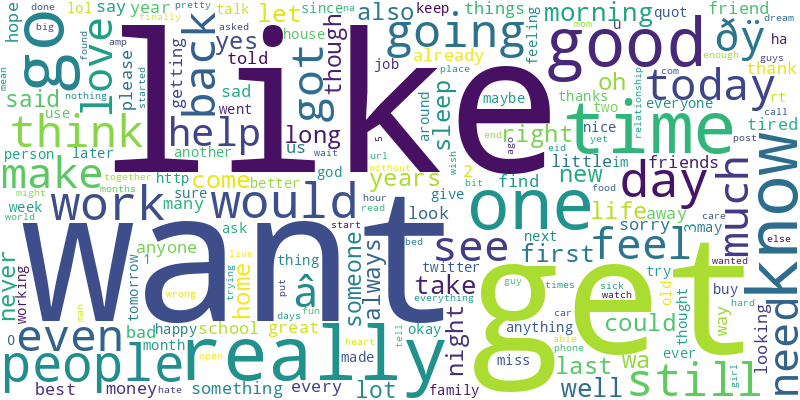 like
want
get
go
love
say year
lol
talk
since
na
hope
done
big
finally
pretty
asked
amp
house
yes
told
let
also
keep
things
feeling
going
already
job
place
morning
quot
friend
u
good
ðÿ
ha
mom
dream
enough
guys
com
thank
oh
today
rt
call
mean
nothing
found
started
please
getting
back
got
though
sad
went
said
use
think
help
long
us
wait
god
around
sleep
maybe
thanks
two
everyone
relationship
time
nice
yet
post
tired
right
end
ago
eid
wish
url
5
without
person
later
another
make
together
months
might
http
sure
come
better
many
week
world
work
would
hour
read
years
2
bit
give
find
littleim
friends
new
food
day
much
know
else
care
wanted
omay
sorry
away
life
one
feel
first
next
see
look
twitter
start
bed
always
someone
thing
ask
anyone
never
working
tomorrow
1
trying
home
live
put
days
fun
â
even
0
wrong
man
happy
school
great
bad
month
open
heart
made
tell
okay
everything
take
night
guy
times
car
anything
miss
able
phone
sick
watch
could
wa
last
try
old
thought
ever
way
buy
hard
girl
looking
need
still
well
family
lot
every
something
really
people
best
money
hate